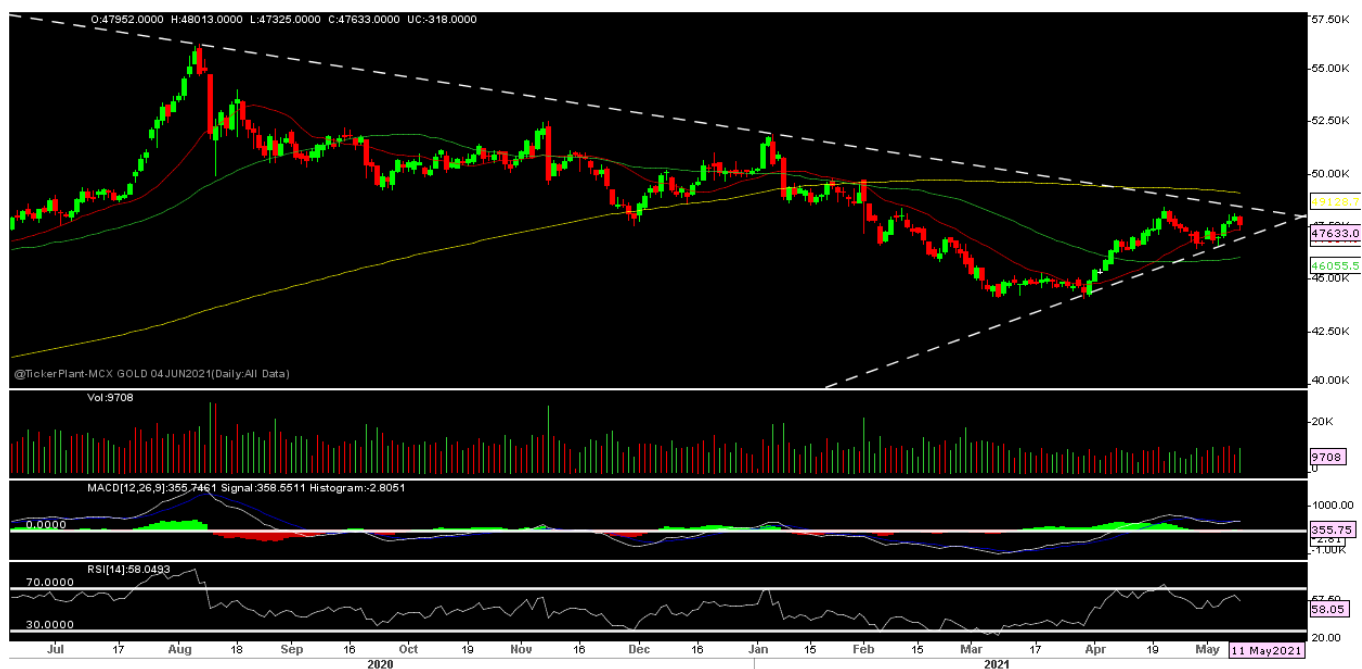 O:47952.0000 H:48013.0000 L:47325.0000 C:47633.0000 UC:-318.0000
57.50K
55.00K
52.50K
50.00K
49126.7
47633.0
46055.5
45.00K
42.50K
40.00K
@TickerPlant-MCX GOLD 04JUN2021(Daily:All Data)
Vol:9708
20K
9708
0
MACD[12,26,9]:355.7461 Signal:358.5511 Histogram:-2.8051
1000.00
0.0000
355.75
-2.81
-1.00K
RSI[14]:58.0493
70.0000
58.05
30.0000
20.00
Jul 17 Aug 18 Sep 16 Oct 19 Nov 16 Dec 16 Jan 15 Feb 15 Mar 17 Apr 19 May 11 May2021
2020 2021